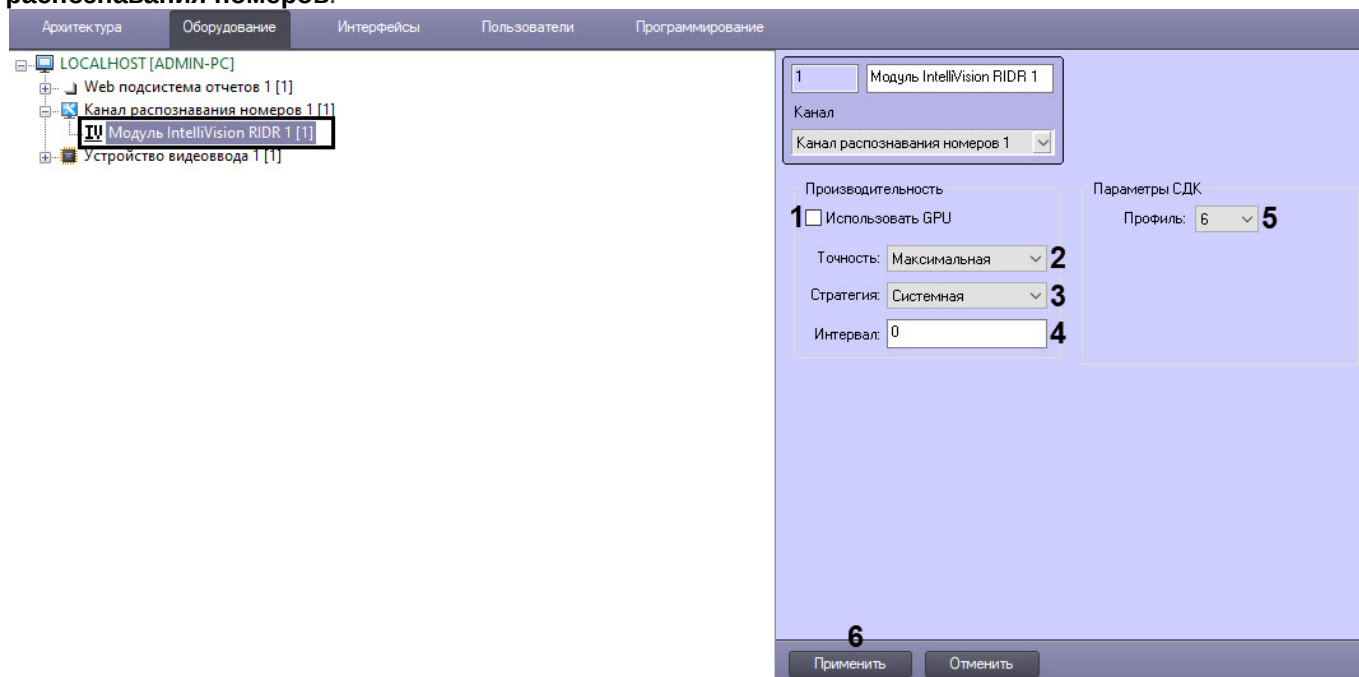 распознавания номеров.
Архитектура Оборудование Интерфейсы Пользователи Программирование
LOCALHOST [ADMIN-PC]
Web подсистема отчетов 1 [1]
Канал распознавания номеров 1 [1]
IV Модуль IntelliVision RIDR 1 [1]
Устройство видеоввода 1 [1]
1 Модуль IntelliVision RIDR 1
Канал
Канал распознавания номеров 1
Производительность
1 Использовать GPU
Точность: Максимальная 2
Стратегия: Системная 3
Интервал: 0 4
Параметры СДК
Профиль: 6 5
6
Применить Отменить